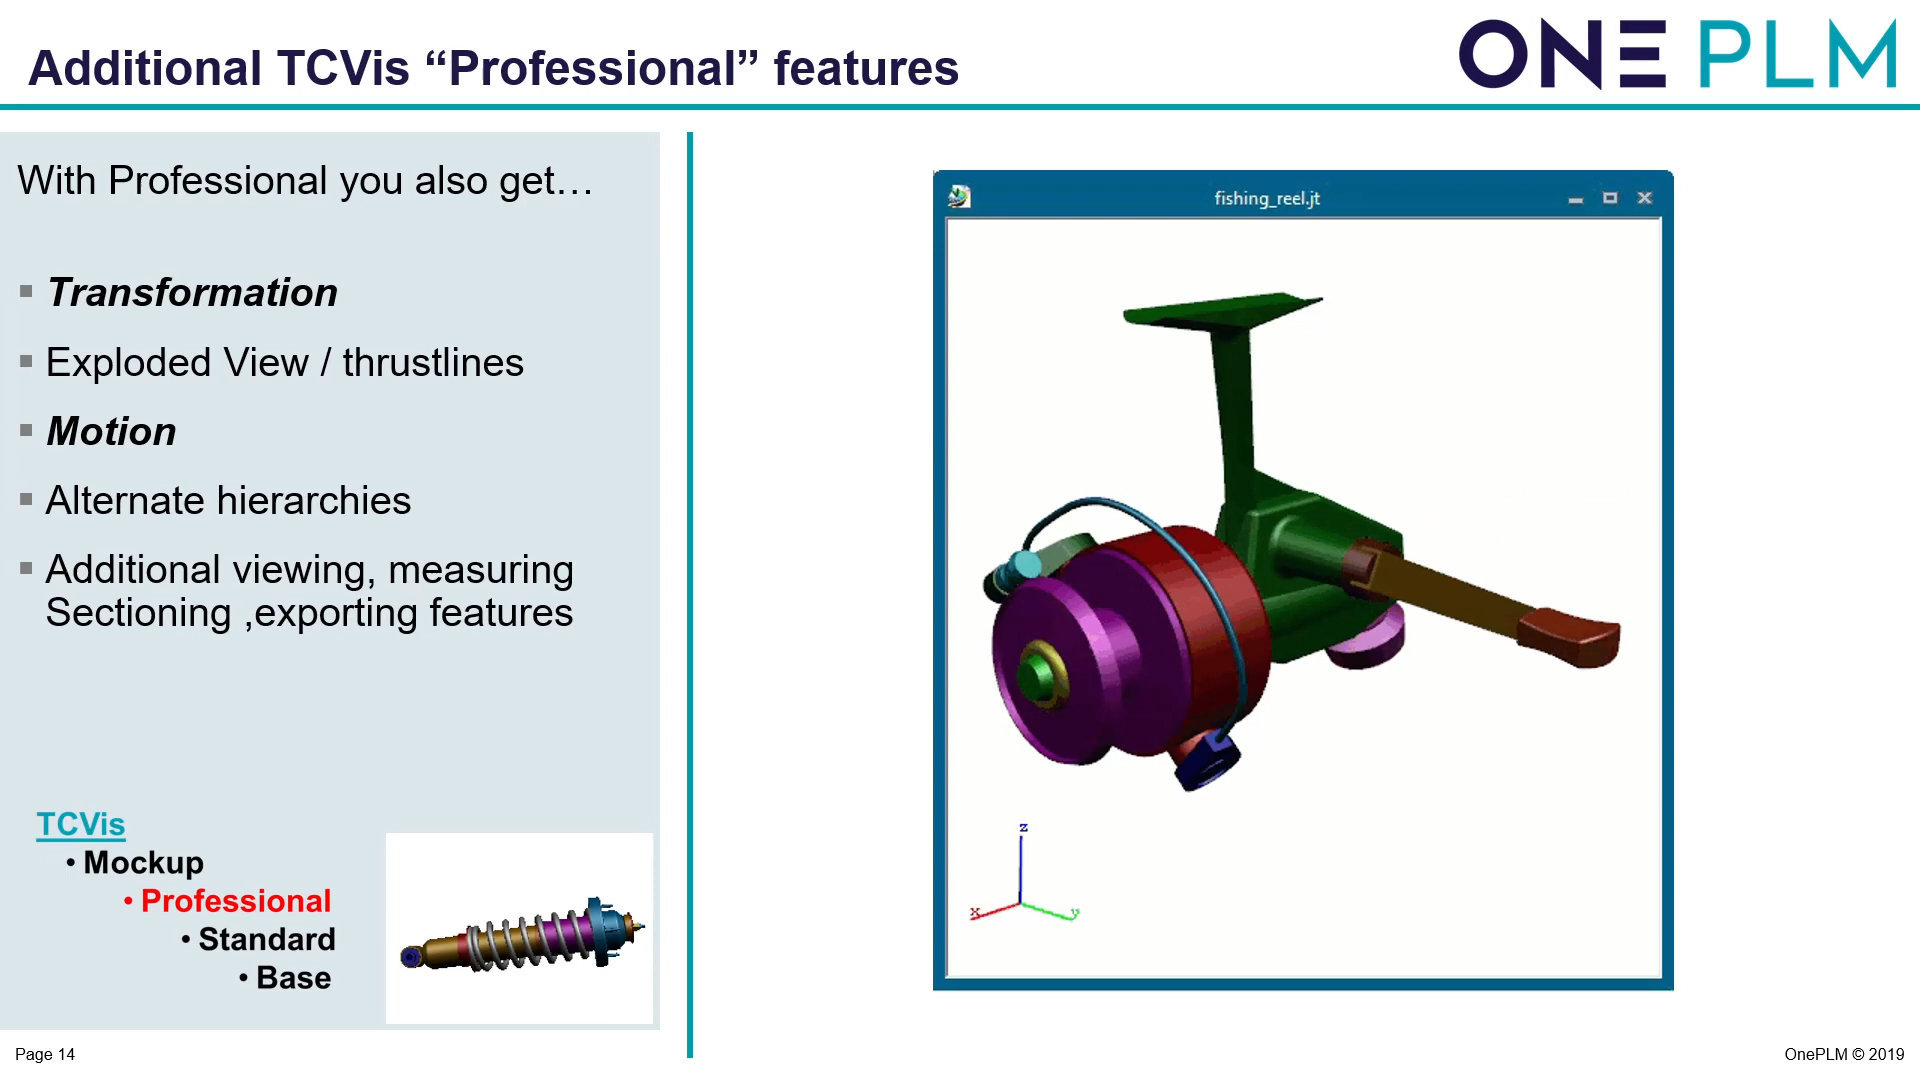 Additional TCVis “Professional” features
ONE PLM
With Professional you also get…
▪ Transformation
▪ Exploded View / thrustlines
▪ Motion
▪ Alternate hierarchies
▪ Additional viewing, measuring
Sectioning ,exporting features
TCVis
• Mockup
• Professional
• Standard
• Base
fishing_reel.jt
z
x
y
Page 14
OnePLM © 2019